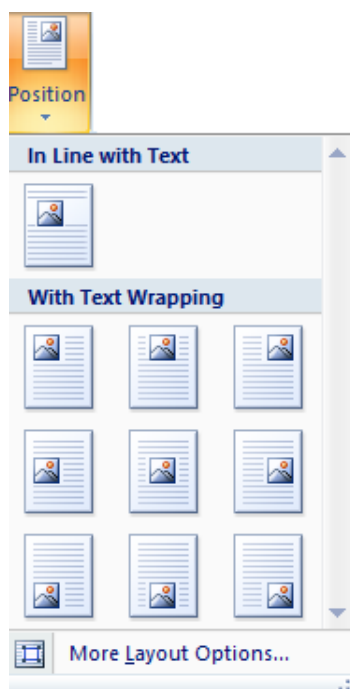 Position
In Line with Text
With Text Wrapping
More Layout Options...